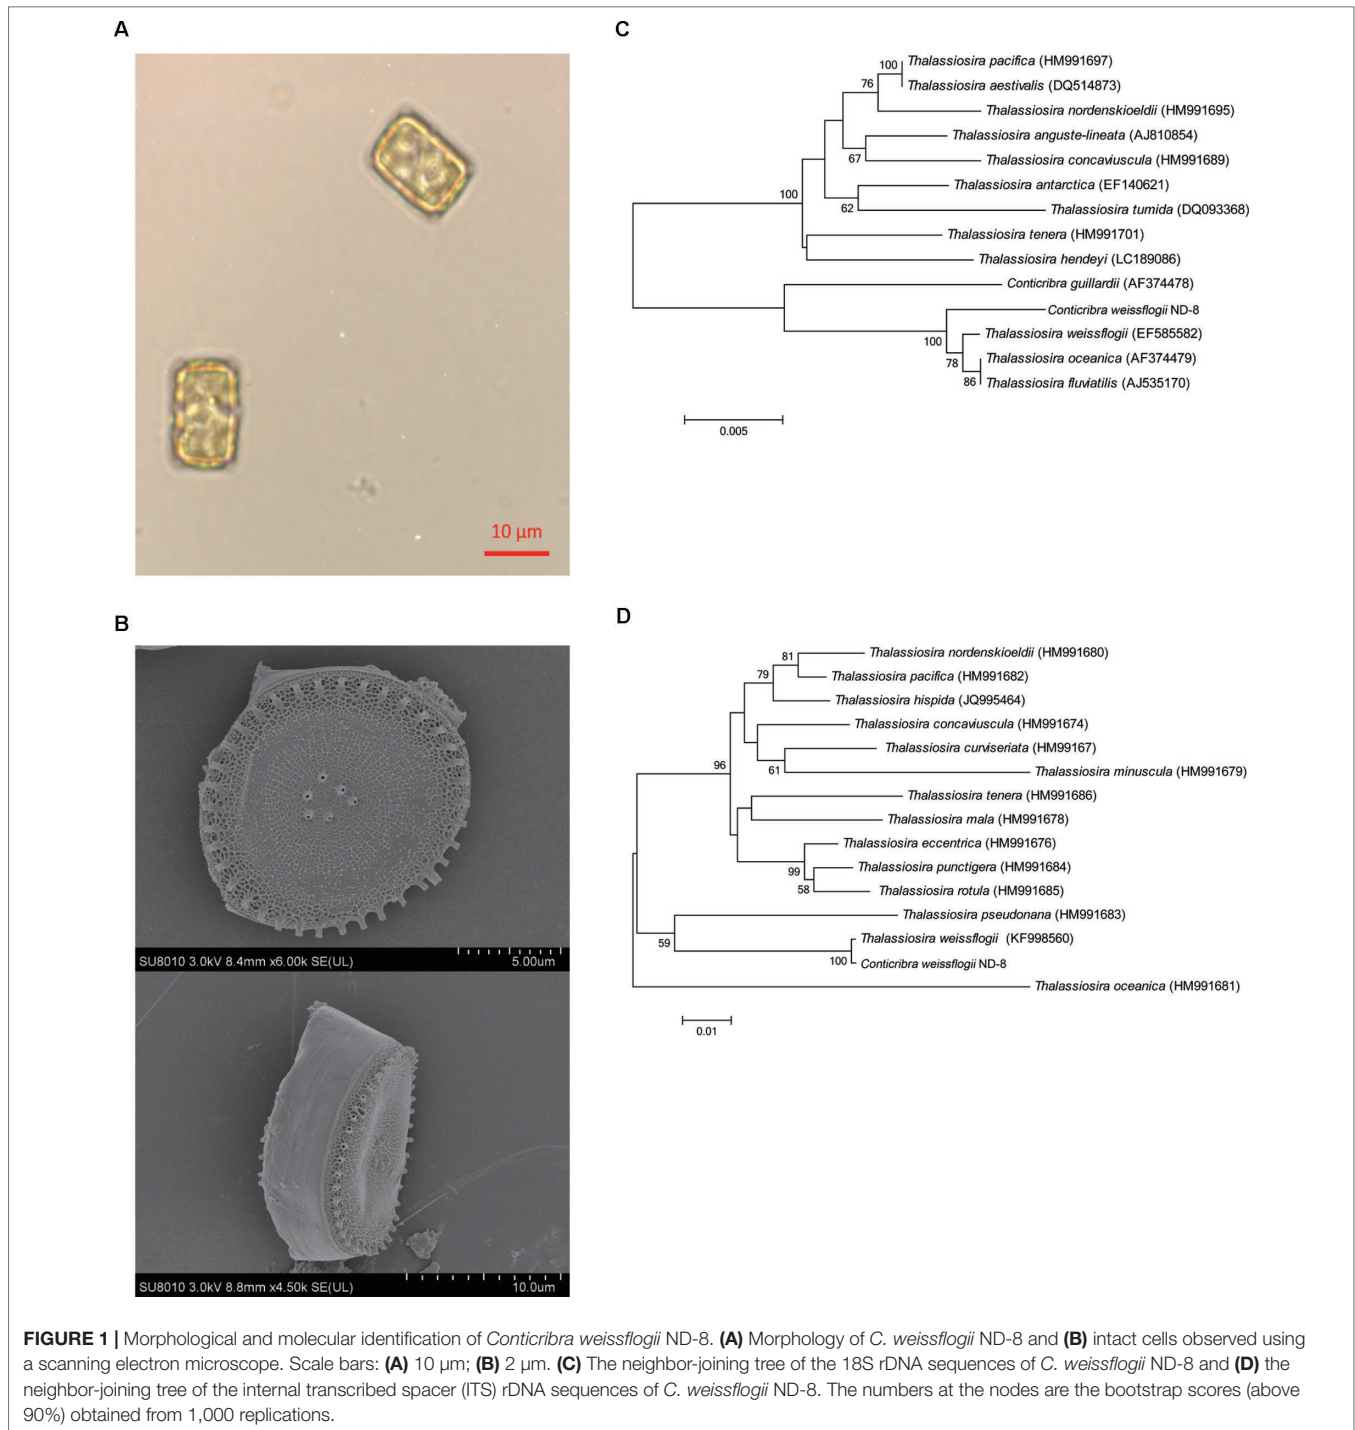 A
10 µm
B
SU8010 3.0kV 8.4mm x6.00k SE(UL)
5.00um
SU8010 3.0kV 8.8mm x4.50k SE(UL)
10.0um
C
100
Thalassiosira pacifica (HM991697)
Thalassiosira aestivalis (DQ514873)
76
Thalassiosira nordenskioeldii (HM991695)
Thalassiosira anguste-lineata (AJ810854)
67
Thalassiosira concaviuscula (HM991689)
Thalassiosira antarctica (EF140621)
100
62
Thalassiosira tumida (DQ093368)
Thalassiosira tenera (HM991701)
Thalassiosira hendeyi (LC189086)
Conticribra guillardii (AF374478)
Conticribra weissflogii ND-8
100
Thalassiosira weissflogii (EF585582)
78
Thalassiosira oceanica (AF374479)
86
Thalassiosira fluviatilis (AJ535170)
0.005
D
81
Thalassiosira nordenskioeldii (HM991680)
79
Thalassiosira pacifica (HM991682)
Thalassiosira hispida (JQ995464)
Thalassiosira concaviuscula (HM991674)
Thalassiosira curviseriata (HM99167)
96
61
Thalassiosira minuscula (HM991679)
Thalassiosira tenera (HM991686)
Thalassiosira mala (HM991678)
Thalassiosira eccentrica (HM991676)
99
Thalassiosira punctigera (HM991684)
58
Thalassiosira rotula (HM991685)
Thalassiosira pseudonana (HM991683)
59
Thalassiosira weissflogii (KF998560)
100
Conticribra weissflogii ND-8
Thalassiosira oceanica (HM991681)
0.01
FIGURE 1 | Morphological and molecular identification of Conticribra weissflogii ND-8. (A) Morphology of C. weissflogii ND-8 and (B) intact cells observed using
a scanning electron microscope. Scale bars: (A) 10 µm; (B) 2 µm. (C) The neighbor-joining tree of the 18S rDNA sequences of C. weissflogii ND-8 and (D) the
neighbor-joining tree of the internal transcribed spacer (ITS) rDNA sequences of C. weissflogii ND-8. The numbers at the nodes are the bootstrap scores (above
90%) obtained from 1,000 replications.